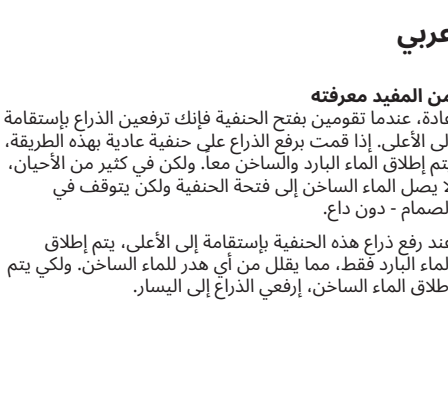 عربي
من المفيد معرفته
عادة، عندما تقومين بفتح الحنفية فإنك ترفعين الذراع بإستقامة
إلى الأعلى. إذا قمت برفع الذراع على حنفية عادية بهذه الطريقة،
يتم إطلاق الماء البارد والساخن معاً. ولكن في كثير من الأحيان،
لا يصل الماء الساخن إلى فتحة الحنفية ولكن يتوقف في
الصمام - دون داع.
عند رفع ذراع هذه الحنفية بإستقامة إلى الأعلى، يتم إطلاق
الماء البارد فقط، مما يقلل من أي هدر للماء الساخن. ولكي يتم
إطلاق الماء الساخن، إرفعي الذراع إلى اليسار.